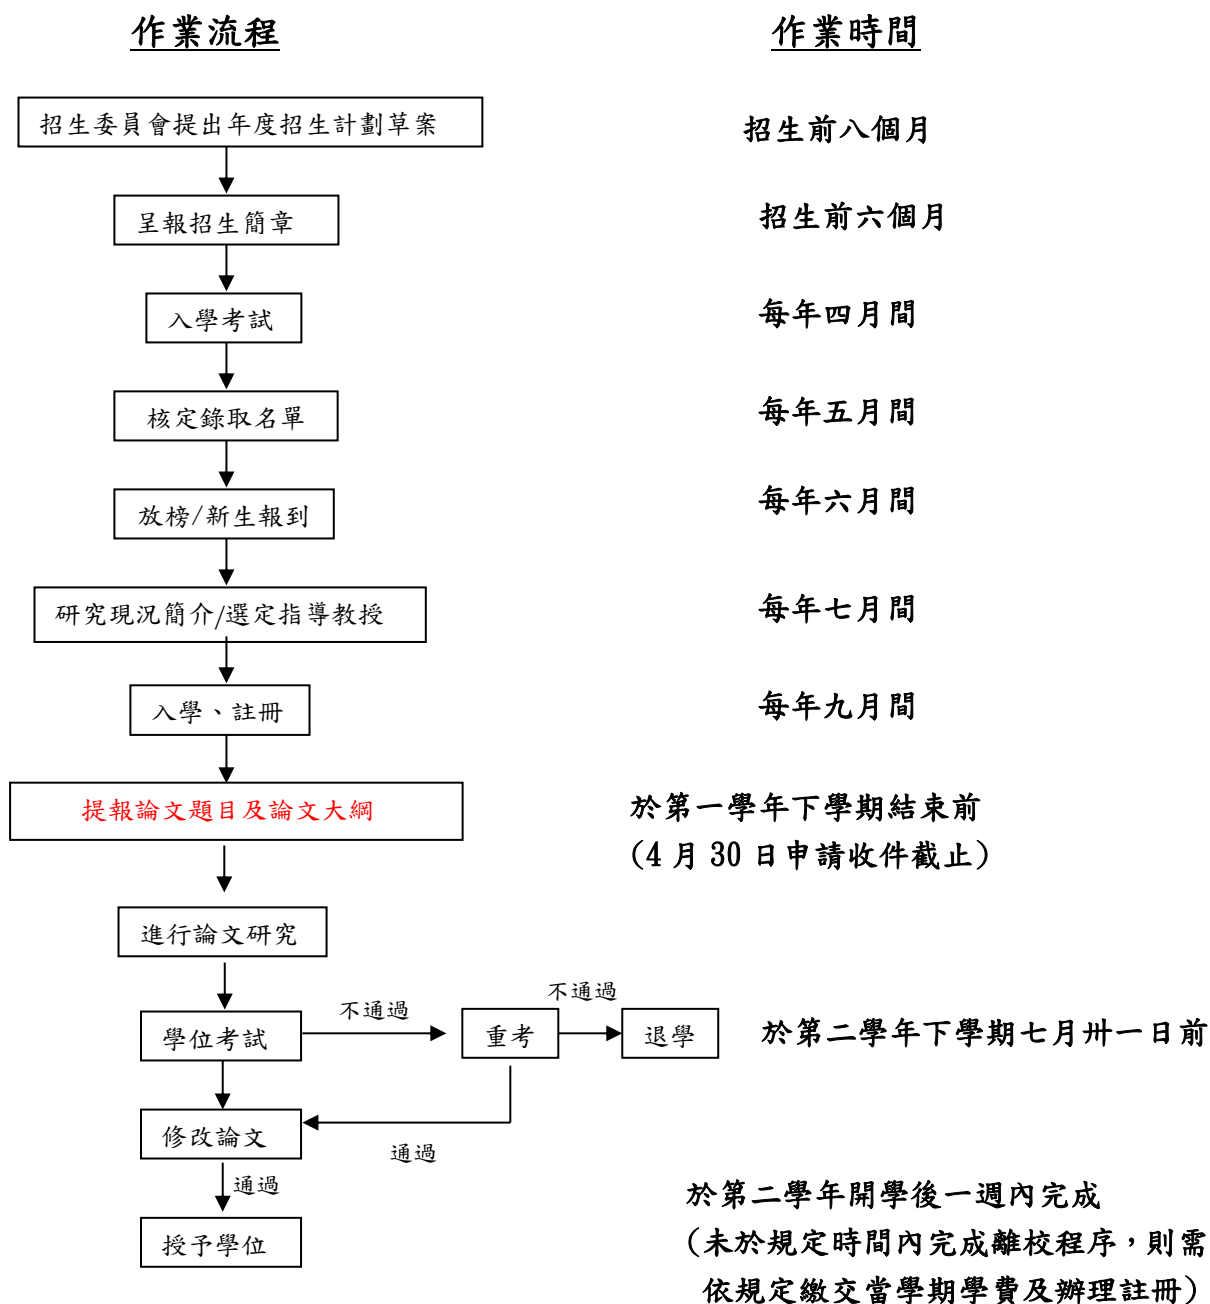 作業流程
作業時間
招生委員會提出年度招生計劃草案
招生前八個月
呈報招生簡章
招生前六個月
入學考試
每年四月間
核定錄取名單
每年五月間
放榜/新生報到
每年六月間
研究現況簡介/選定指導教授
每年七月間
入學、註冊
每年九月間
提報論文題目及論文大綱
於第一學年下學期結束前
(4月30日申請收件截止)
進行論文研究
不通過
不通過
學位考試
重考
退學
於第二學年下學期七月卅一日前
修改論文
通過
通過
授予學位
於第二學年開學後一週內完成
(未於規定時間內完成離校程序，則需
依規定繳交當學期學費及辦理註冊)